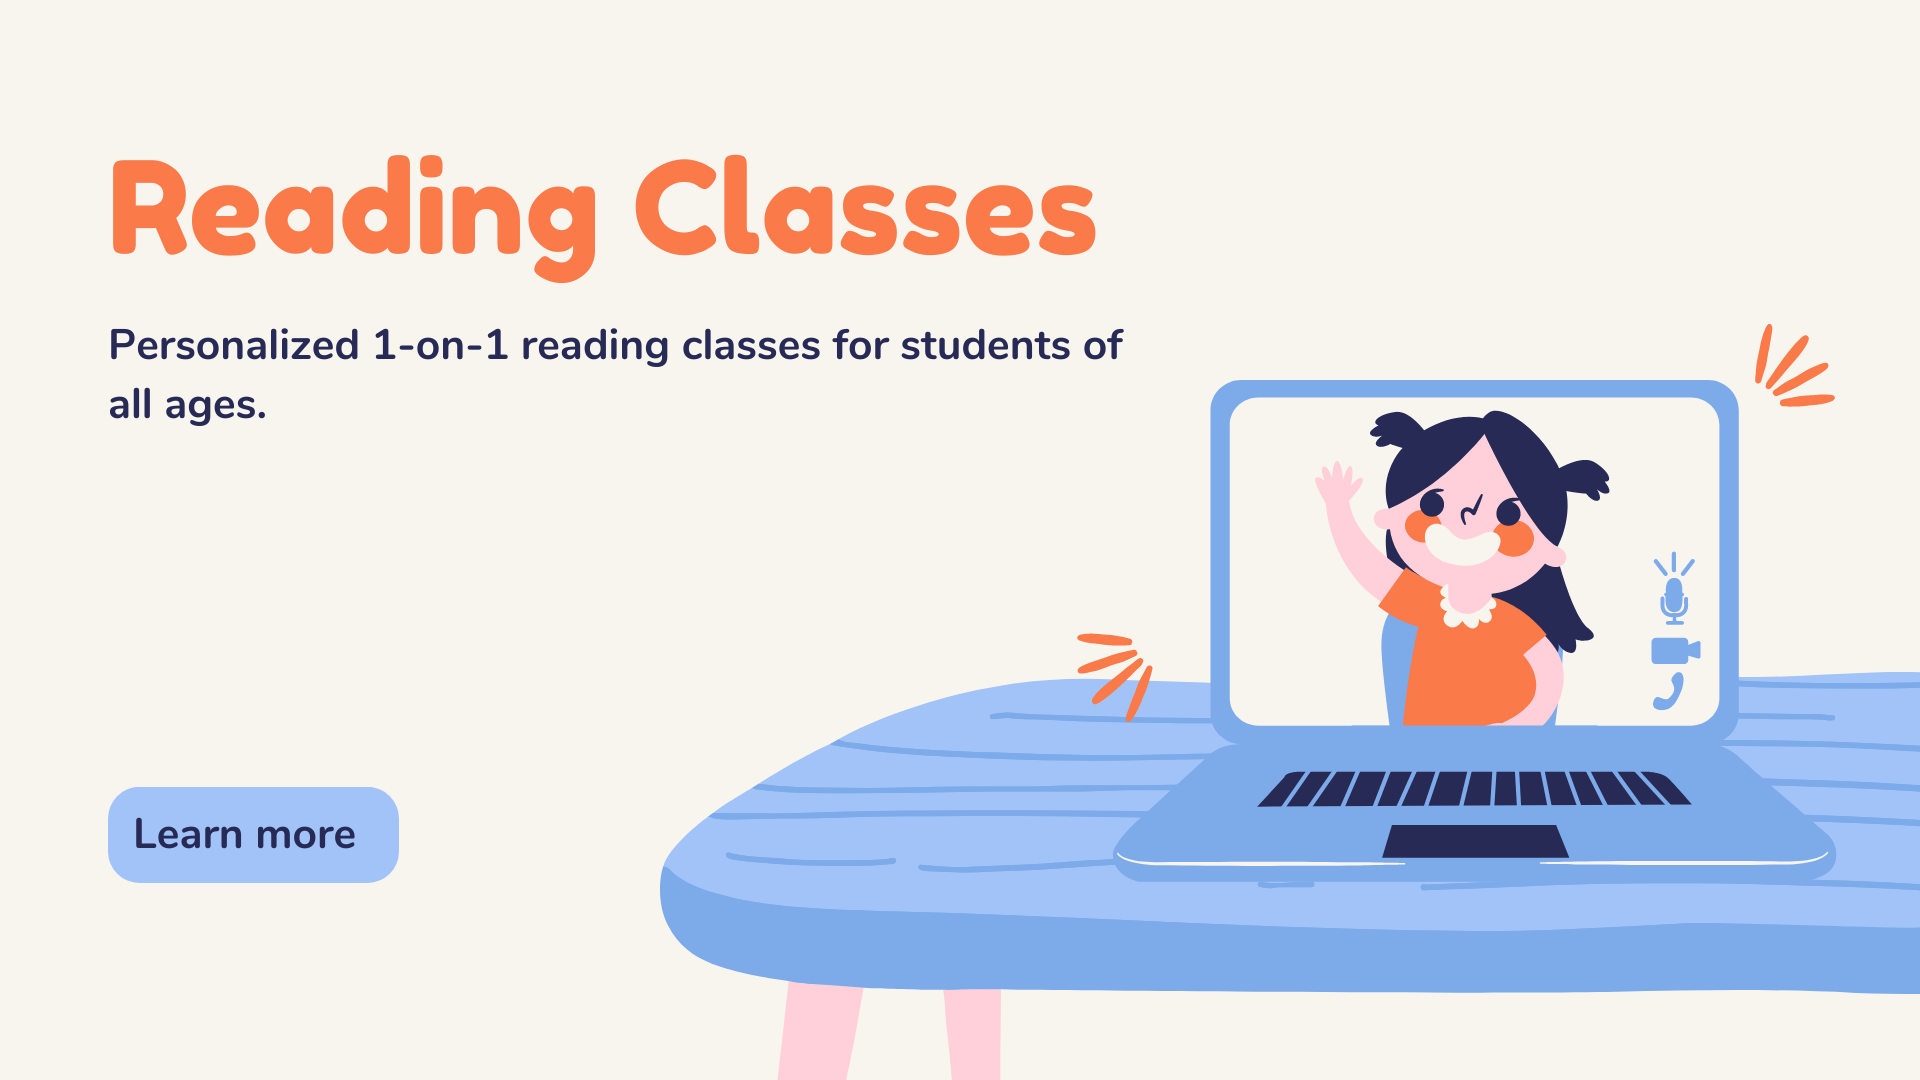 Reading Classes
Personalized 1-on-1 reading classes for students of
all ages.
Learn more